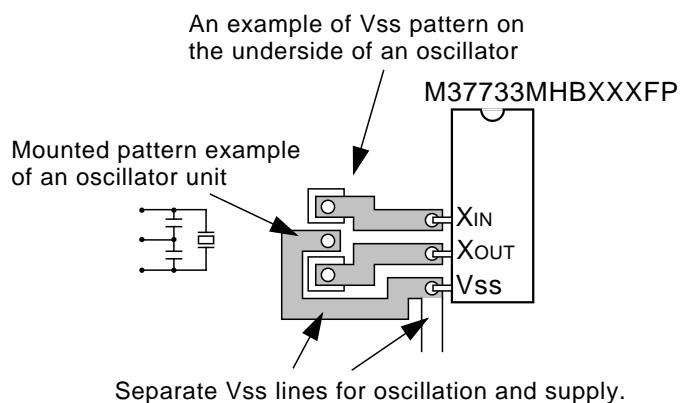 An example of Vss pattern on
the underside of an oscillator
M37733MHBXXXFP
Mounted pattern example
of an oscillator unit
XIN
XOUT
Vss
Separate Vss lines for oscillation and supply.